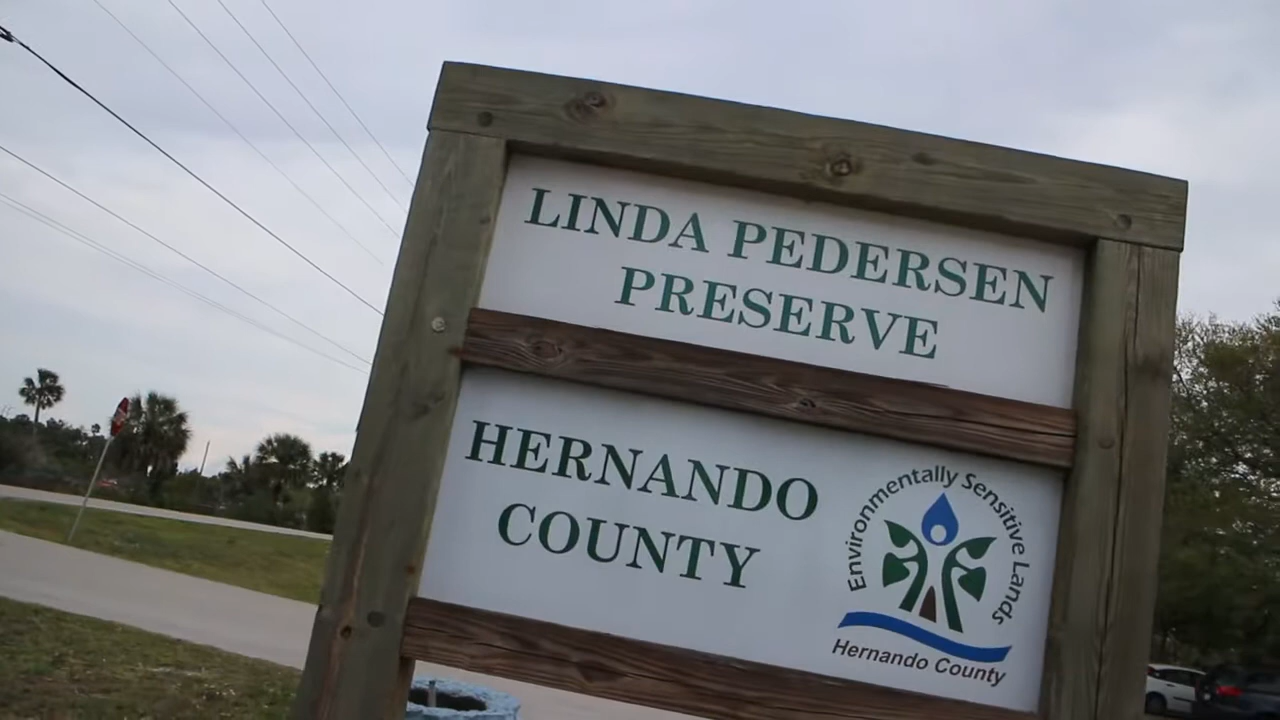 LINDA PEDERSEN
PRESERVE
HERNANDO
COUNTY
Environmentally Sensitive Lands
Hernando County